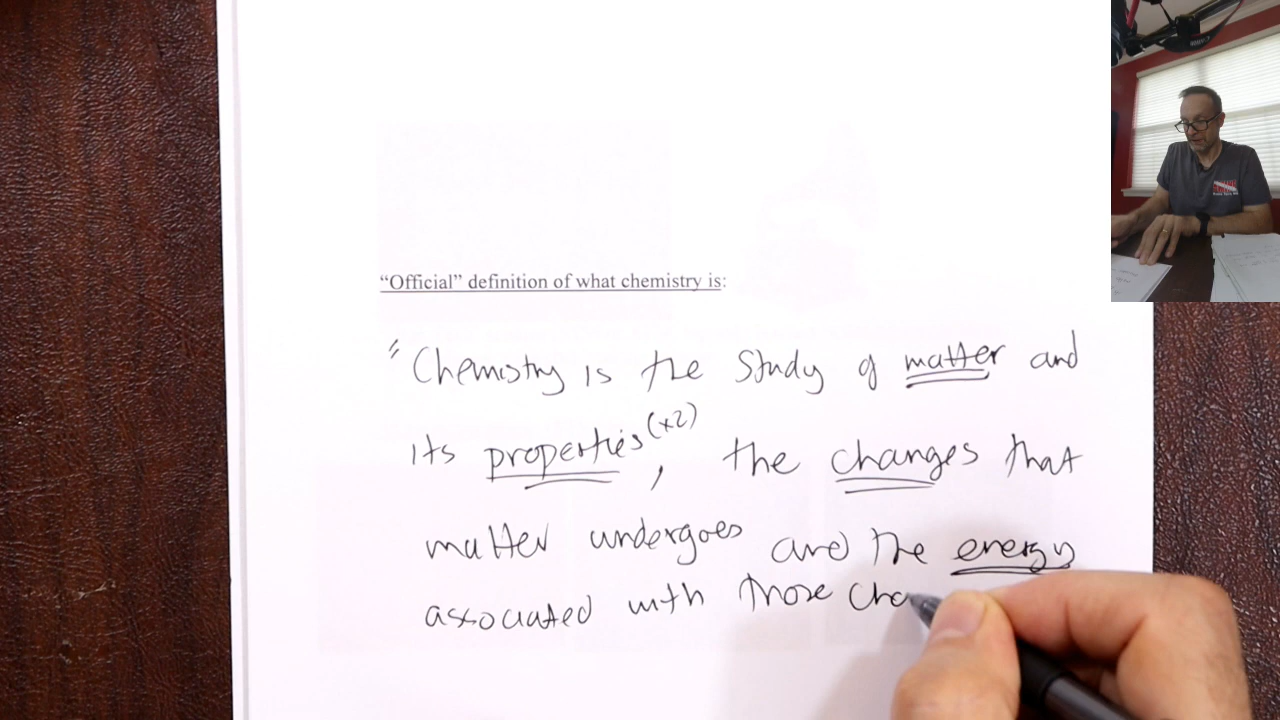 “Official” definition of what chemistry is:
" Chemistry is the study of matter and
its properties (x2) , the changes that
matter undergoes and the energy
associated with those cha